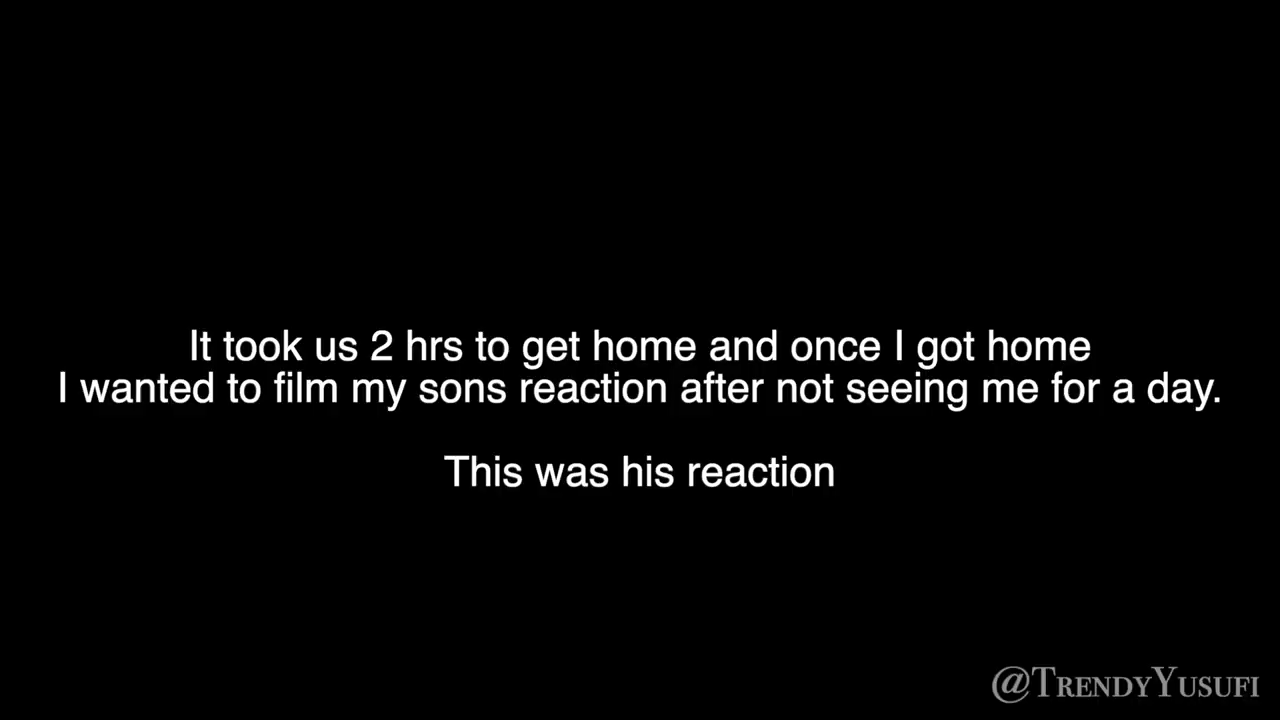 It took us 2 hrs to get home and once I got home
I wanted to film my sons reaction after not seeing me for a day.
This was his reaction
@TrendyYusufi